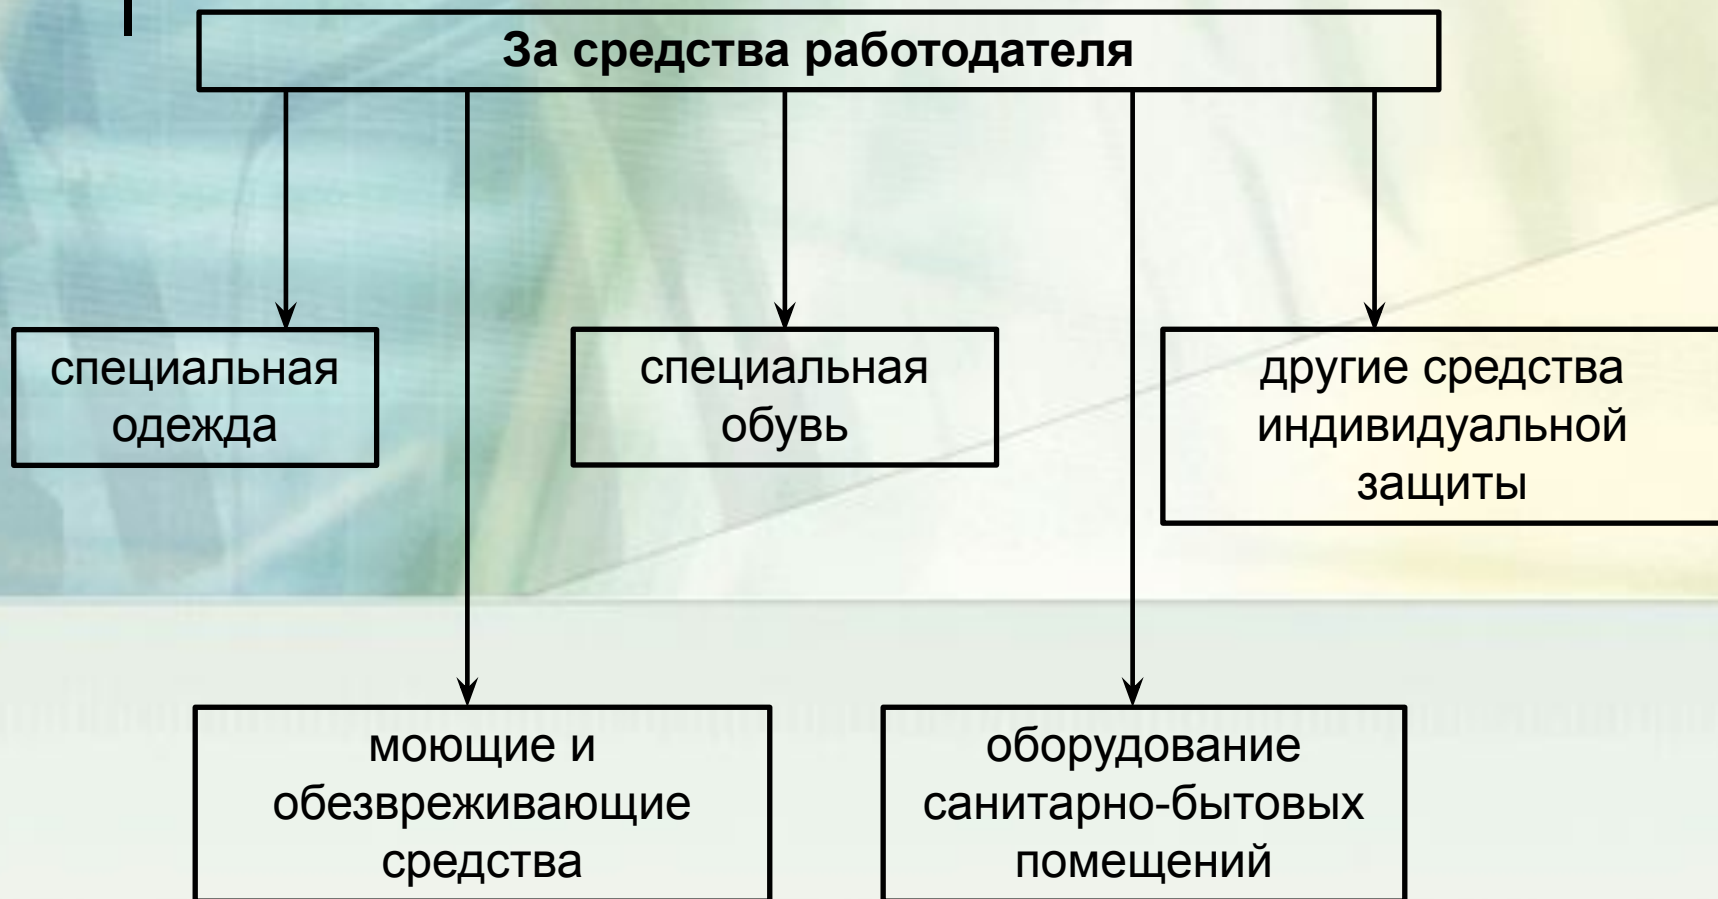 За средства работодателя
специальная
одежда
специальная
обувь
другие средства
индивидуальной
защиты
моющие и
обезвреживающие
средства
оборудование
санитарно-бытовых
помещений